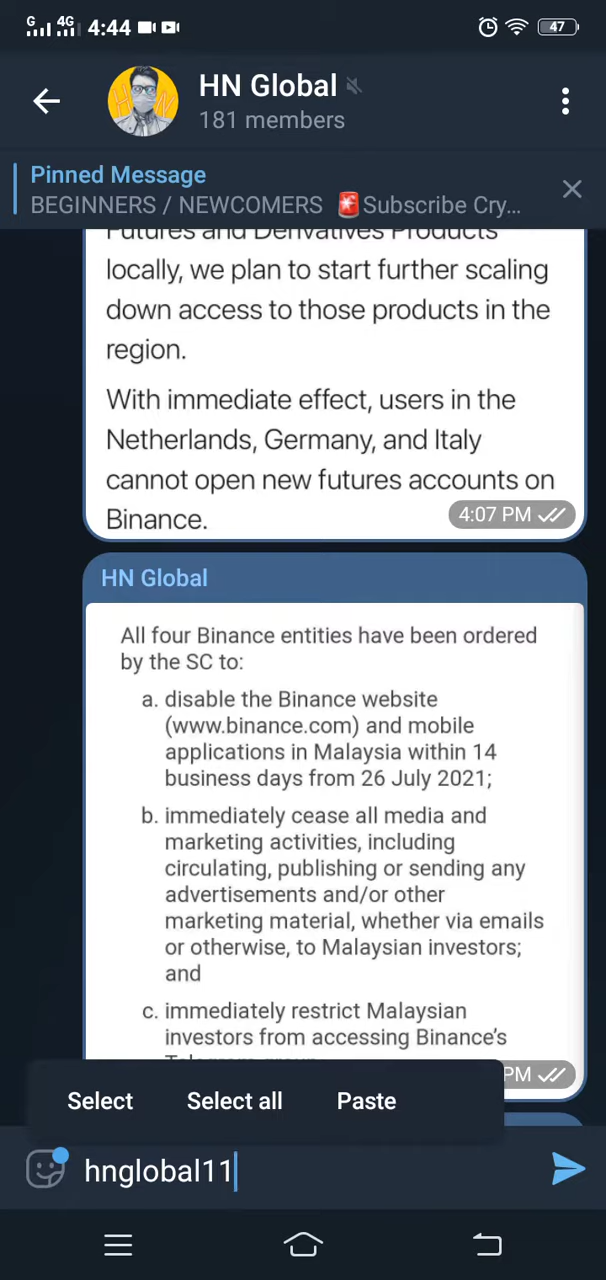 G 4G 4:44 47
HN Global
181 members
Pinned Message
BEGINNERS / NEWCOMERS 🚨Subscribe Cry...
Futures and Derivatives Products
locally, we plan to start further scaling
down access to those products in the
region.
With immediate effect, users in the
Netherlands, Germany, and Italy
cannot open new futures accounts on
Binance.
4:07 PM
HN Global
All four Binance entities have been ordered
by the SC to:
a. disable the Binance website
(www.binance.com) and mobile
applications in Malaysia within 14
business days from 26 July 2021;
b. immediately cease all media and
marketing activities, including
circulating, publishing or sending any
advertisements and/or other
marketing material, whether via emails
or otherwise, to Malaysian investors;
and
c. immediately restrict Malaysian
investors from accessing Binance's
PM
Select Select all Paste
hnglobal11